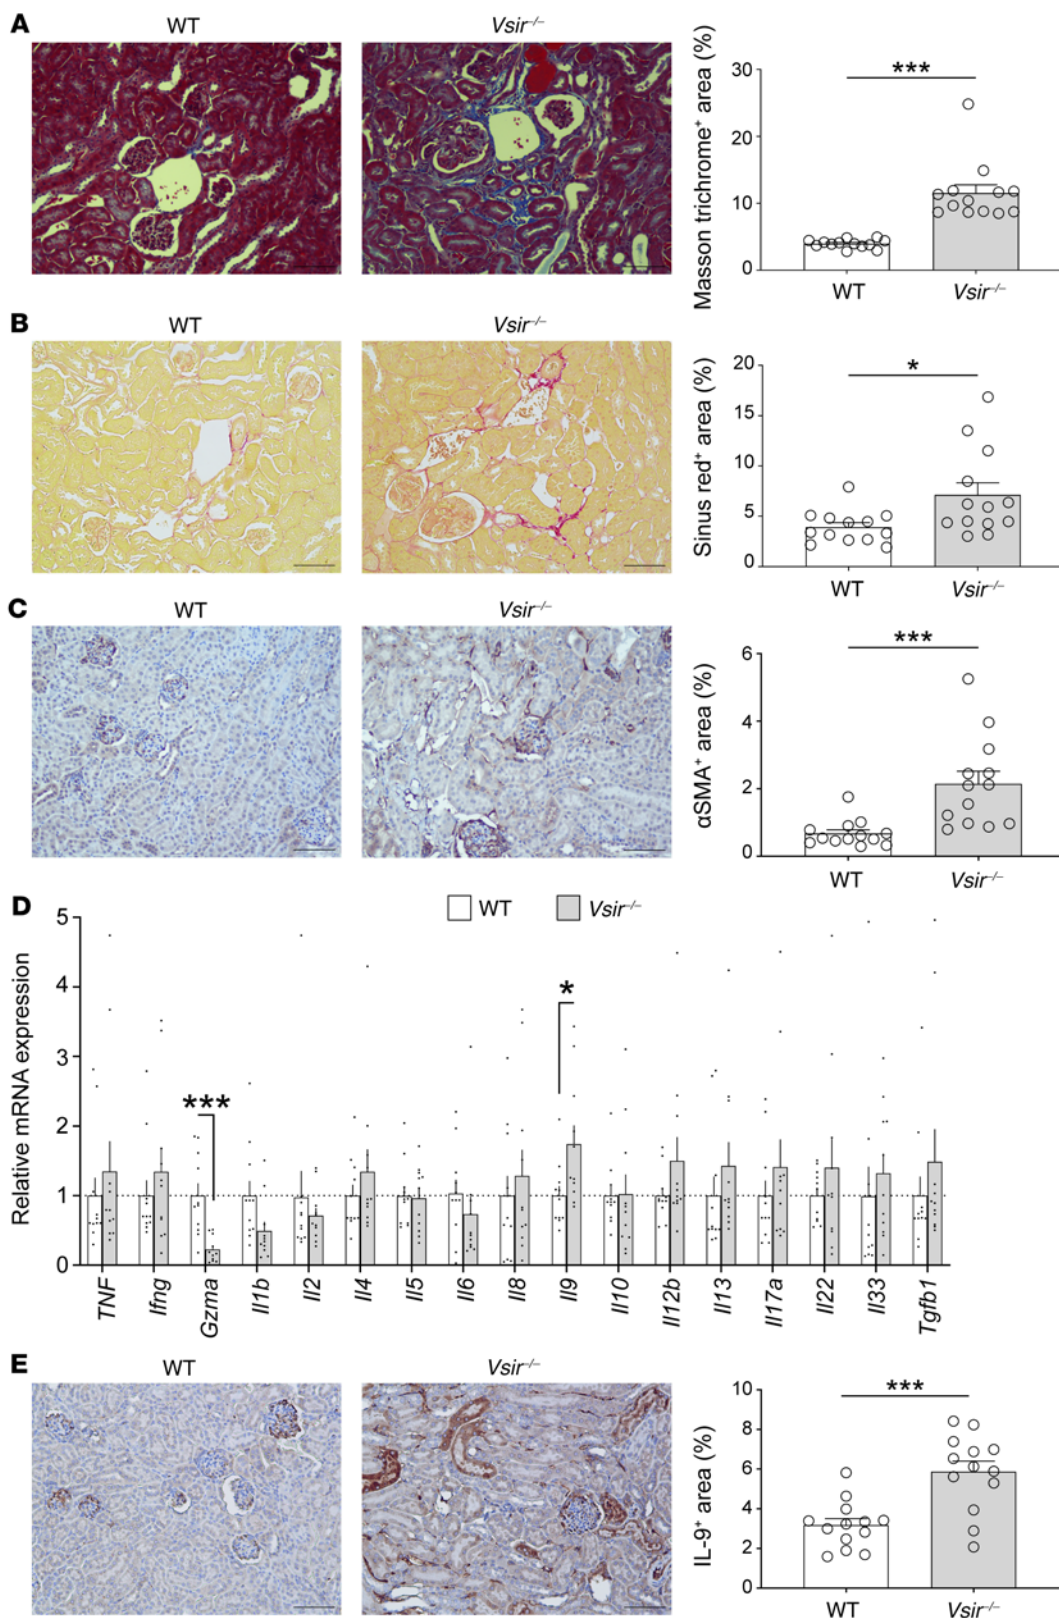 A
WT
Vsir⁻/⁻
Masson trichrome⁺ area (%)
30
20
10
0
***
WT
Vsir⁻/⁻
B
WT
Vsir⁻/⁻
Sinus red⁺ area (%)
20
15
10
5
0
*
WT
Vsir⁻/⁻
C
WT
Vsir⁻/⁻
αSMA⁺ area (%)
6
4
2
0
***
WT
Vsir⁻/⁻
D
WT
Vsir⁻/⁻
Relative mRNA expression
5
4
3
2
1
0
***
*
TNF
Ifng
Gzma
Il1b
Il2
Il4
Il5
Il6
Il8
Il9
Il10
Il12b
Il13
Il17a
Il22
Il33
Tgfb1
E
WT
Vsir⁻/⁻
IL-9⁺ area (%)
10
8
6
4
2
0
***
WT
Vsir⁻/⁻